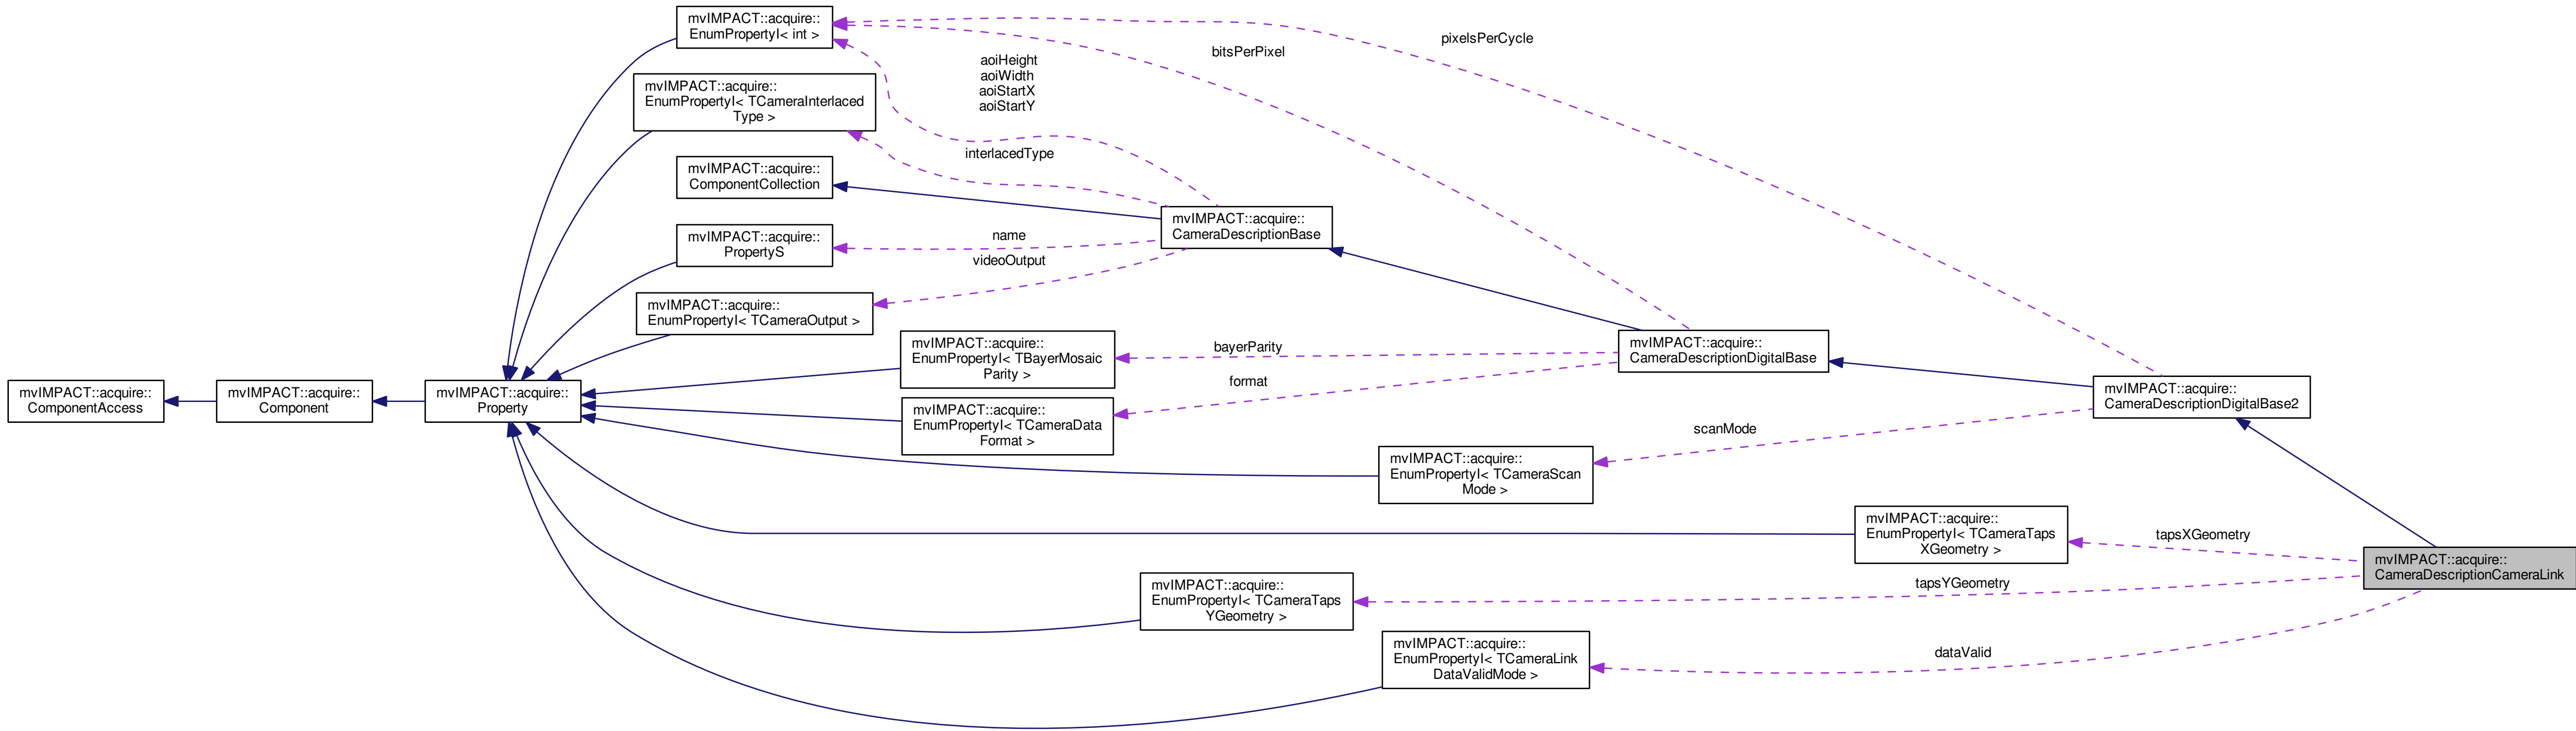 mvIMPACT::acquire::
EnumPropertyI< int >
mvIMPACT::acquire::
EnumPropertyI< TCameraInterlaced
Type >
mvIMPACT::acquire::
ComponentCollection
mvIMPACT::acquire::
PropertyS
mvIMPACT::acquire::
EnumPropertyI< TCameraOutput >
mvIMPACT::acquire::
EnumPropertyI< TBayerMosaic
Parity >
mvIMPACT::acquire::
EnumPropertyI< TCameraData
Format >
mvIMPACT::acquire::
ComponentAccess
mvIMPACT::acquire::
Component
mvIMPACT::acquire::
Property
pixelsPerCycle
bitsPerPixel
aoiHeight
aoiWidth
aoiStartX
aoiStartY
interlacedType
name
videoOutput
mvIMPACT::acquire::
CameraDescriptionBase
bayerParity
format
mvIMPACT::acquire::
CameraDescriptionDigitalBase
mvIMPACT::acquire::
CameraDescriptionDigitalBase2
scanMode
mvIMPACT::acquire::
EnumPropertyI< TCameraScan
Mode >
mvIMPACT::acquire::
EnumPropertyI< TCameraTaps
XGeometry >
tapsXGeometry
mvIMPACT::acquire::
CameraDescriptionCameraLink
tapsYGeometry
mvIMPACT::acquire::
EnumPropertyI< TCameraTaps
YGeometry >
mvIMPACT::acquire::
EnumPropertyI< TCameraLink
DataValidMode >
dataValid